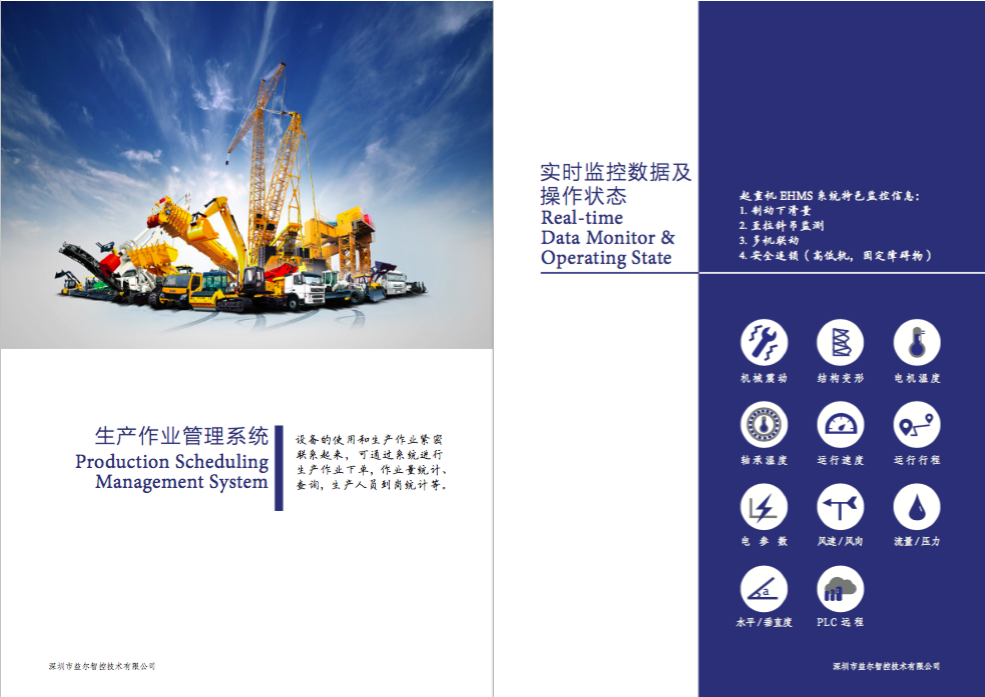 生产作业管理系统
Production Scheduling
Management System
设备的使用和生产作业紧密
联系起来，可通过系统进行
生产作业下单，作业量统计、
查询，生产人员到岗统计等。
深圳市益尔智控技术有限公司
实时监控数据及
操作状态
Real-time
Data Monitor &
Operating State
起重机 EHMS 系统特色监控信息：
1. 制动下滑量
2. 歪拉斜吊监测
3. 多机联动
4. 安全连锁（高低轨，固定障碍物）
机械震动
结构变形
电机温度
轴承温度
运行速度
运行行程
电 参 数
风速/风向
流量/压力
a
水平/垂直度
PLC 远程
深圳市益尔智控技术有限公司